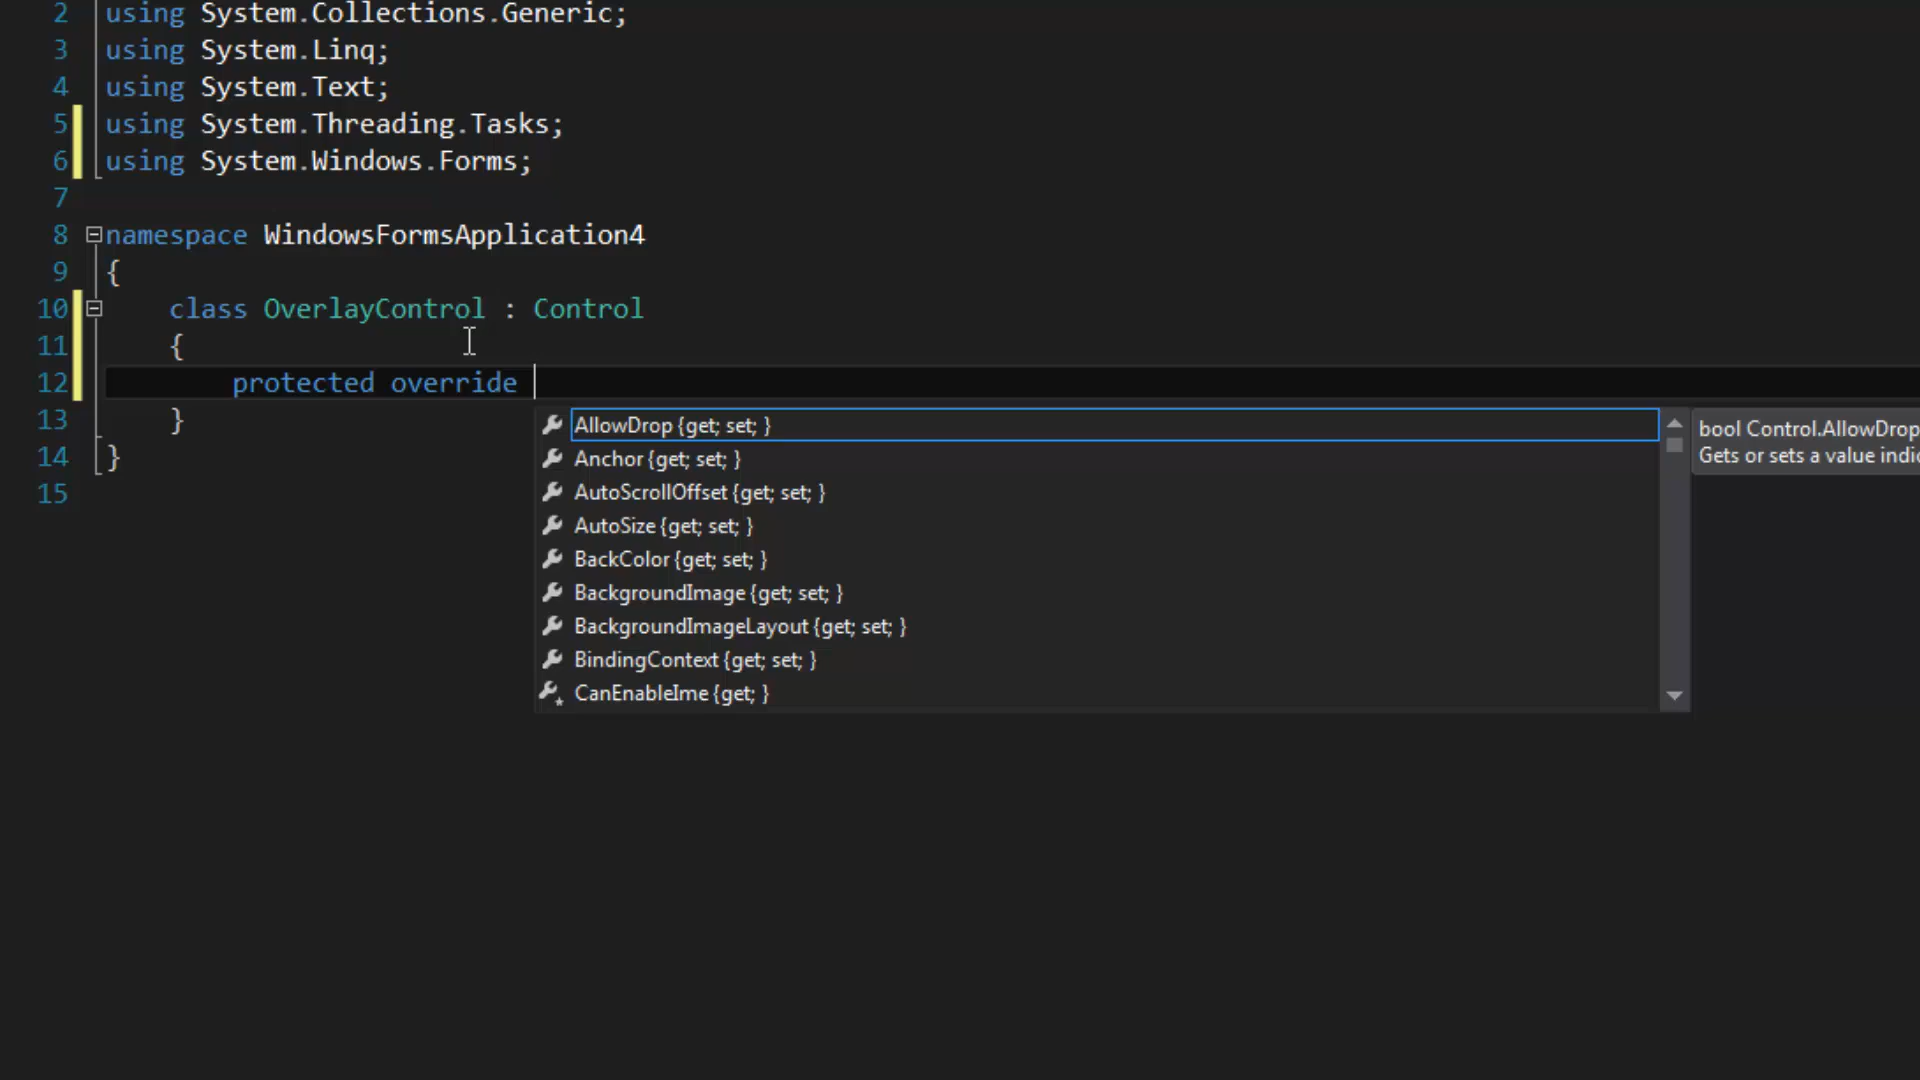 2 using System.Collections.Generic;
3 using System.Linq;
4 using System.Text;
5 using System.Threading.Tasks;
6 using System.Windows.Forms;
7
8 namespace WindowsFormsApplication4
9 {
10 class OverlayControl : Control
11 {
12 protected override
13 }
14 }
15
AllowDrop {get; set; }
Anchor {get; set; }
AutoScrollOffset {get; set; }
AutoSize {get; set; }
BackColor {get; set; }
BackgroundImage {get; set; }
BackgroundImageLayout {get; set; }
BindingContext {get; set; }
CanEnableIme {get; }
bool Control.AllowDrop
Gets or sets a value